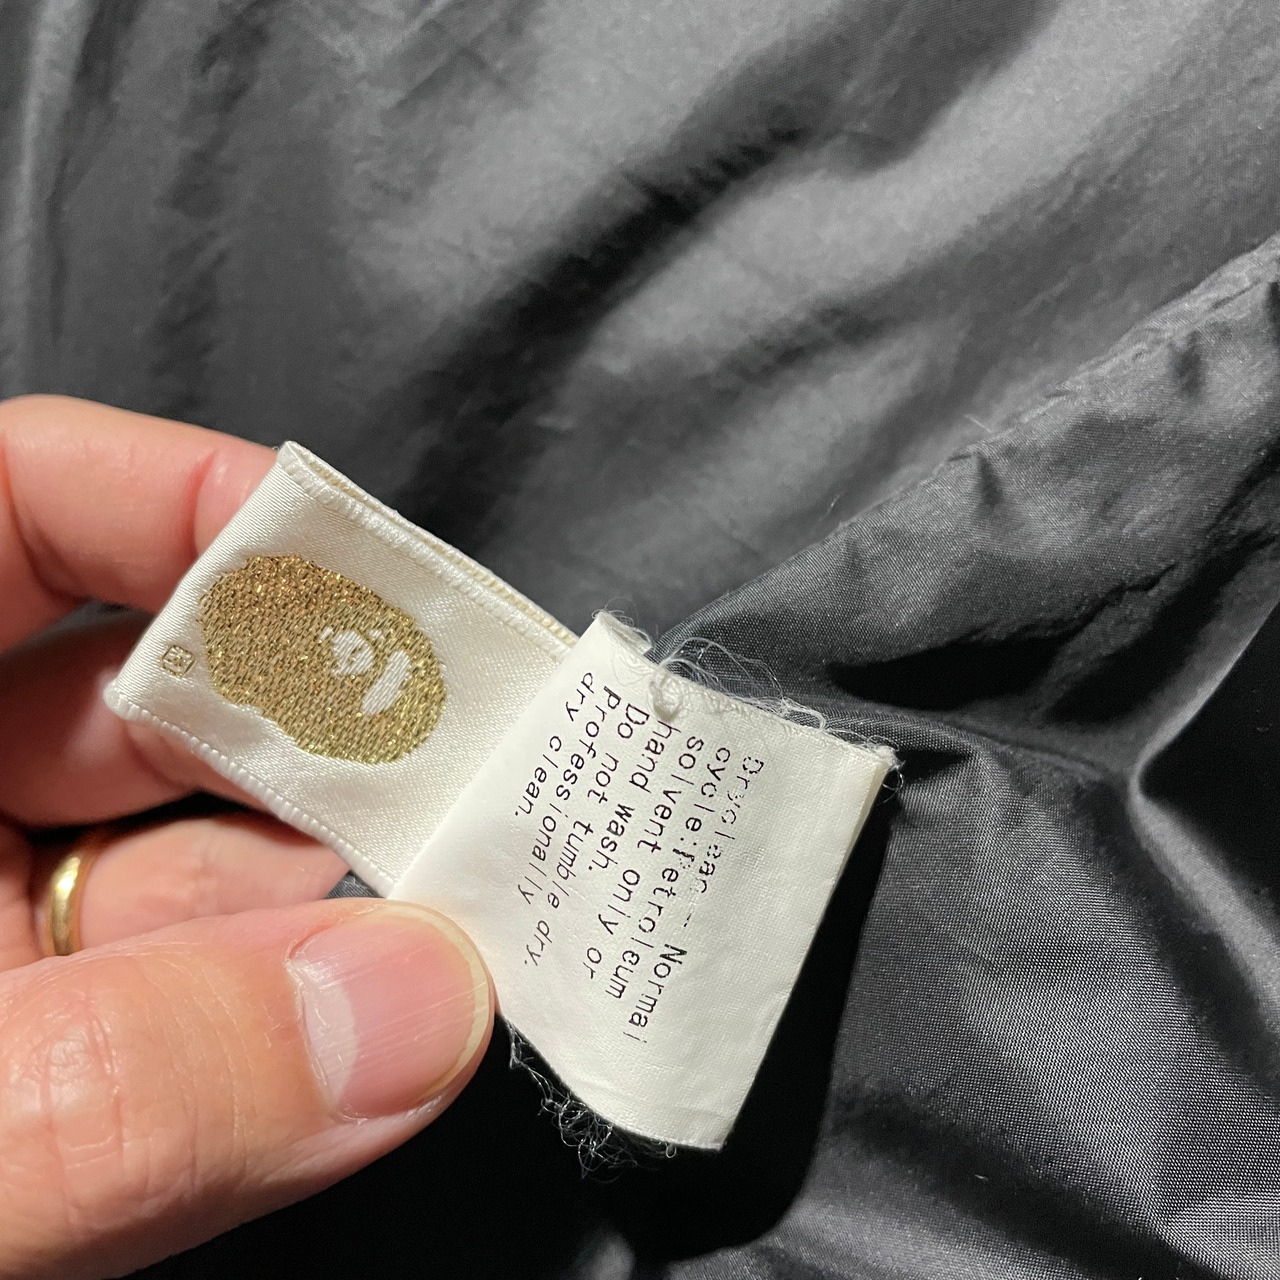 Dryclean— Normal
cycle:Petroleum
solvent only or
hand wash.
Do not tumble dry.
professionally
dry clean.